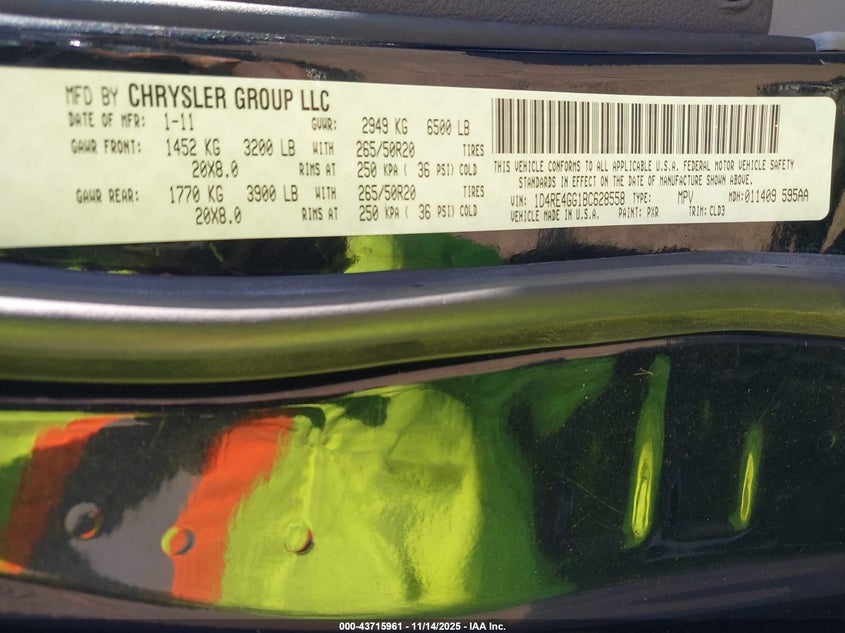 MFD BY CHRYSLER GROUP LLC
DATE OF MFR: 1-11 GVWR: 2949 KG 6500 LB
GAWR FRONT: 1452 KG 3200 LB WITH 265/50R20 TIRES
20X8.0 RIMS AT 250 KPA ( 36 PSI) COLD
GAWR REAR: 1770 KG 3900 LB WITH 265/50R20 TIRES
20X8.0 RIMS AT 250 KPA ( 36 PSI) COLD
THIS VEHICLE CONFORMS TO ALL APPLICABLE U.S.A. FEDERAL MOTOR VEHICLE SAFETY
STANDARDS IN EFFECT ON THE DATE OF MANUFACTURE SHOWN ABOVE.
VIN: 1D4RE4GG1BC628558 TYPE: MPV MDH: 011409 595AA
VEHICLE MADE IN U.S.A. PAINT: PXR TRIM: CLD3
000-43715961 - 11/14/2025 - IAA Inc.